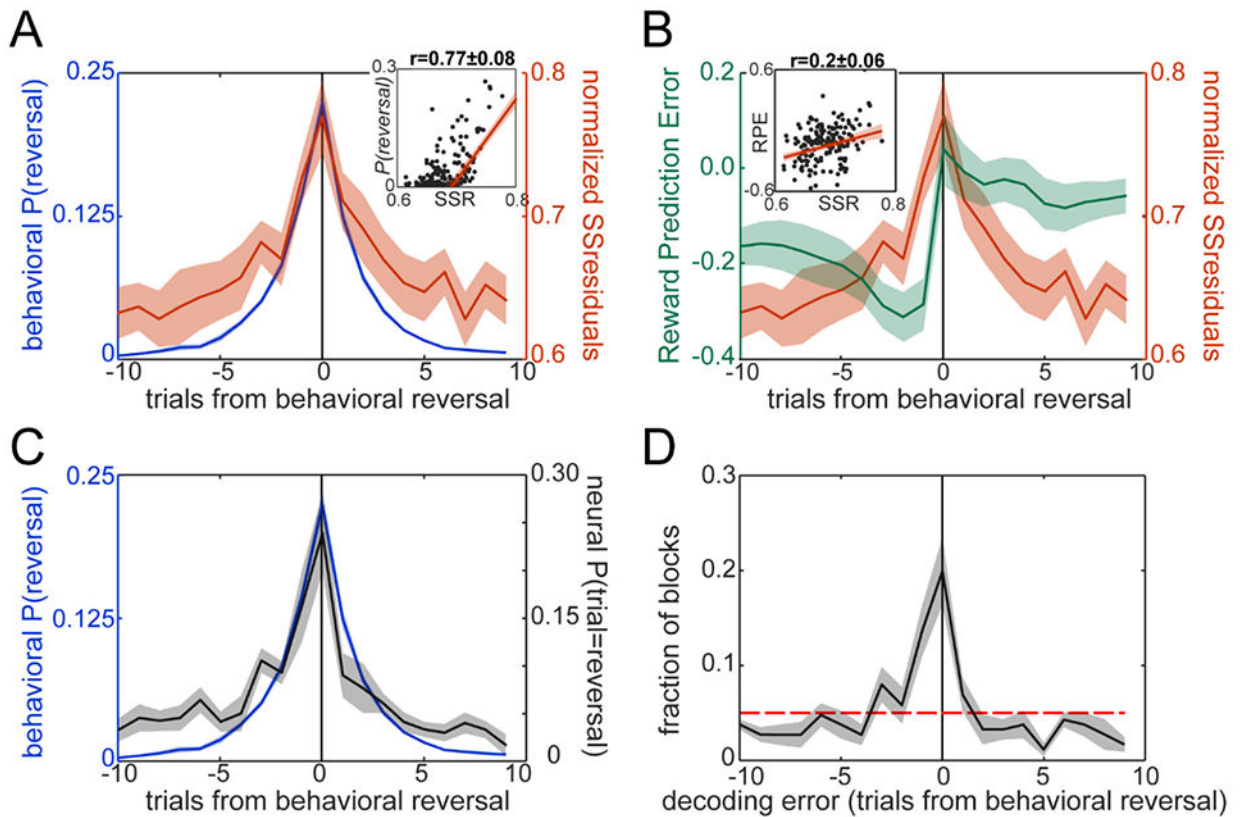 A
behavioral P(reversal)
0.25
0.125
0
-10
-5
0
5
10
trials from behavioral reversal
0.8
0.7
0.6
normalized SSresiduals
r=0.77±0.08
P(reversal)
0.3
0
0.6
SSR
0.8
B
Reward Prediction Error
0.2
0.0
-0.2
-0.4
-10
-5
0
5
10
trials from behavioral reversal
0.8
0.7
0.6
normalized SSresiduals
r=0.2±0.06
RPE
0.6
-0.6
0.6
SSR
0.8
C
behavioral P(reversal)
0.25
0.125
0
-10
-5
0
5
10
trials from behavioral reversal
0.30
0.15
0
neural P(trial=reversal)
D
fraction of blocks
0.3
0.2
0.1
0
-10
-5
0
5
10
decoding error (trials from behavioral reversal)